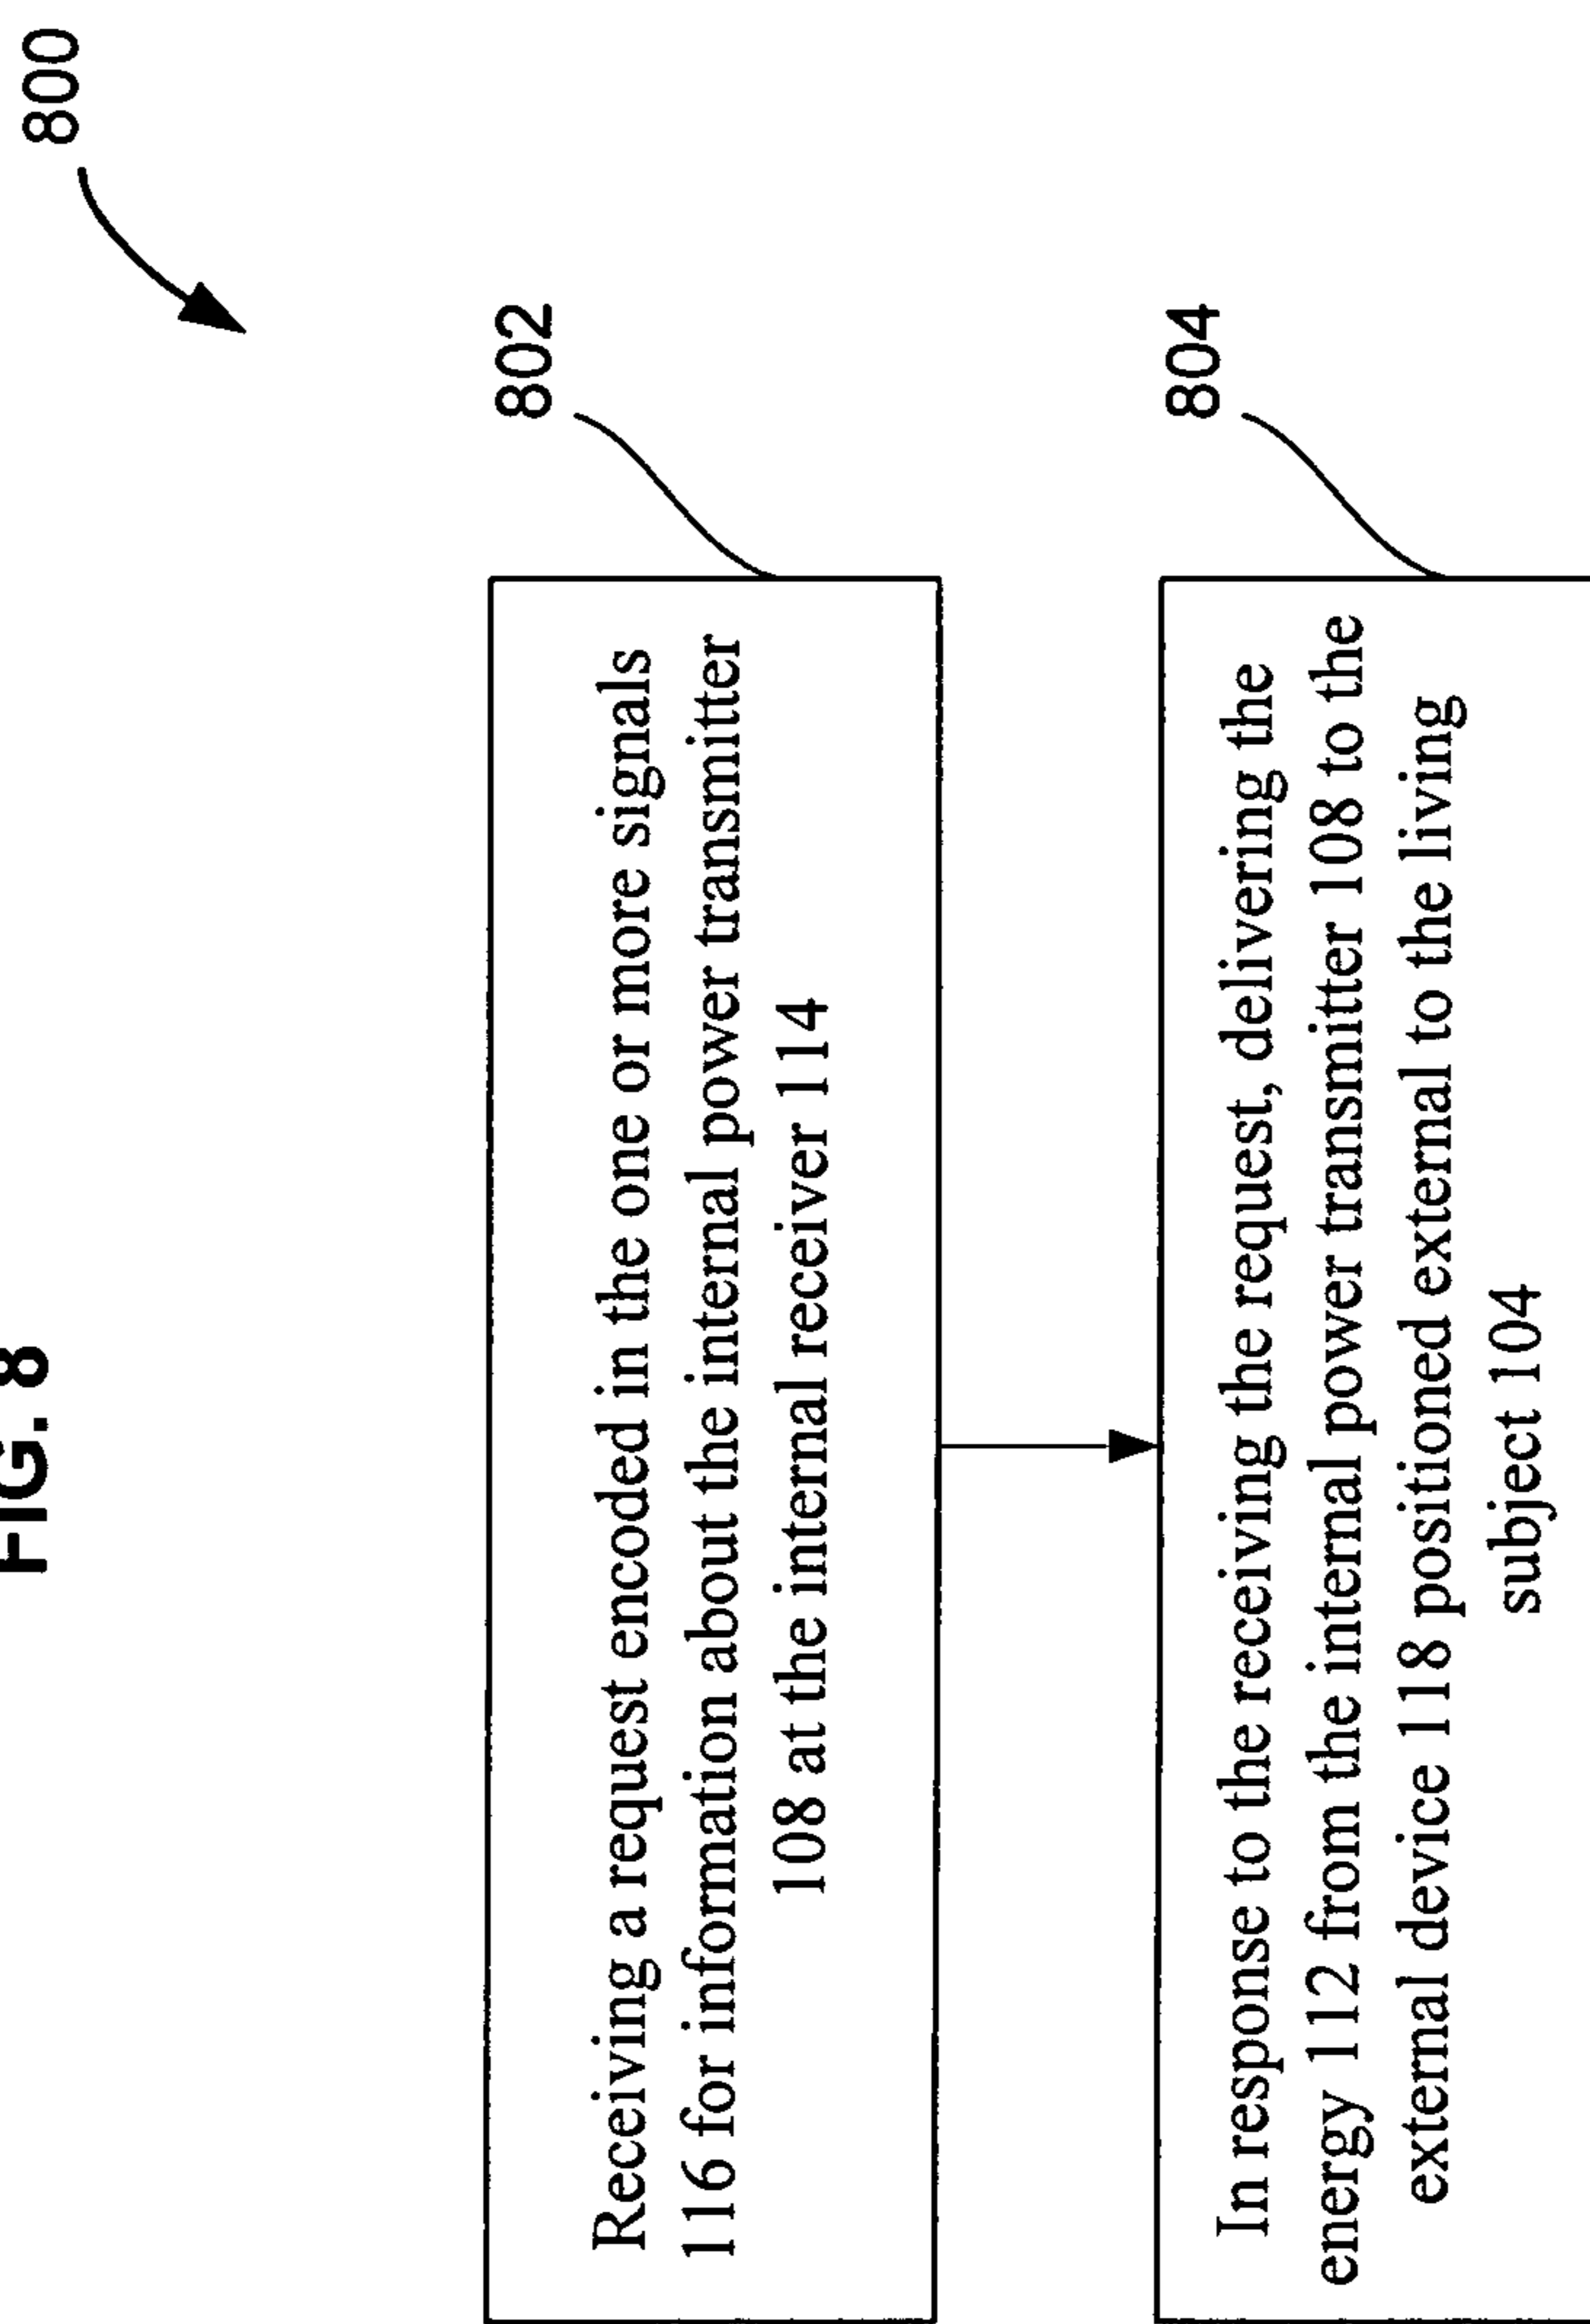 FIG. 8
800
802
Receiving a request encoded in the one or more signals
116 for information about the internal power transmitter
108 at the internal receiver 114
804
In response to the receiving the request, delivering the
energy 112 from the internal power transmitter 108 to the
external device 118 positioned external to the living
subject 104